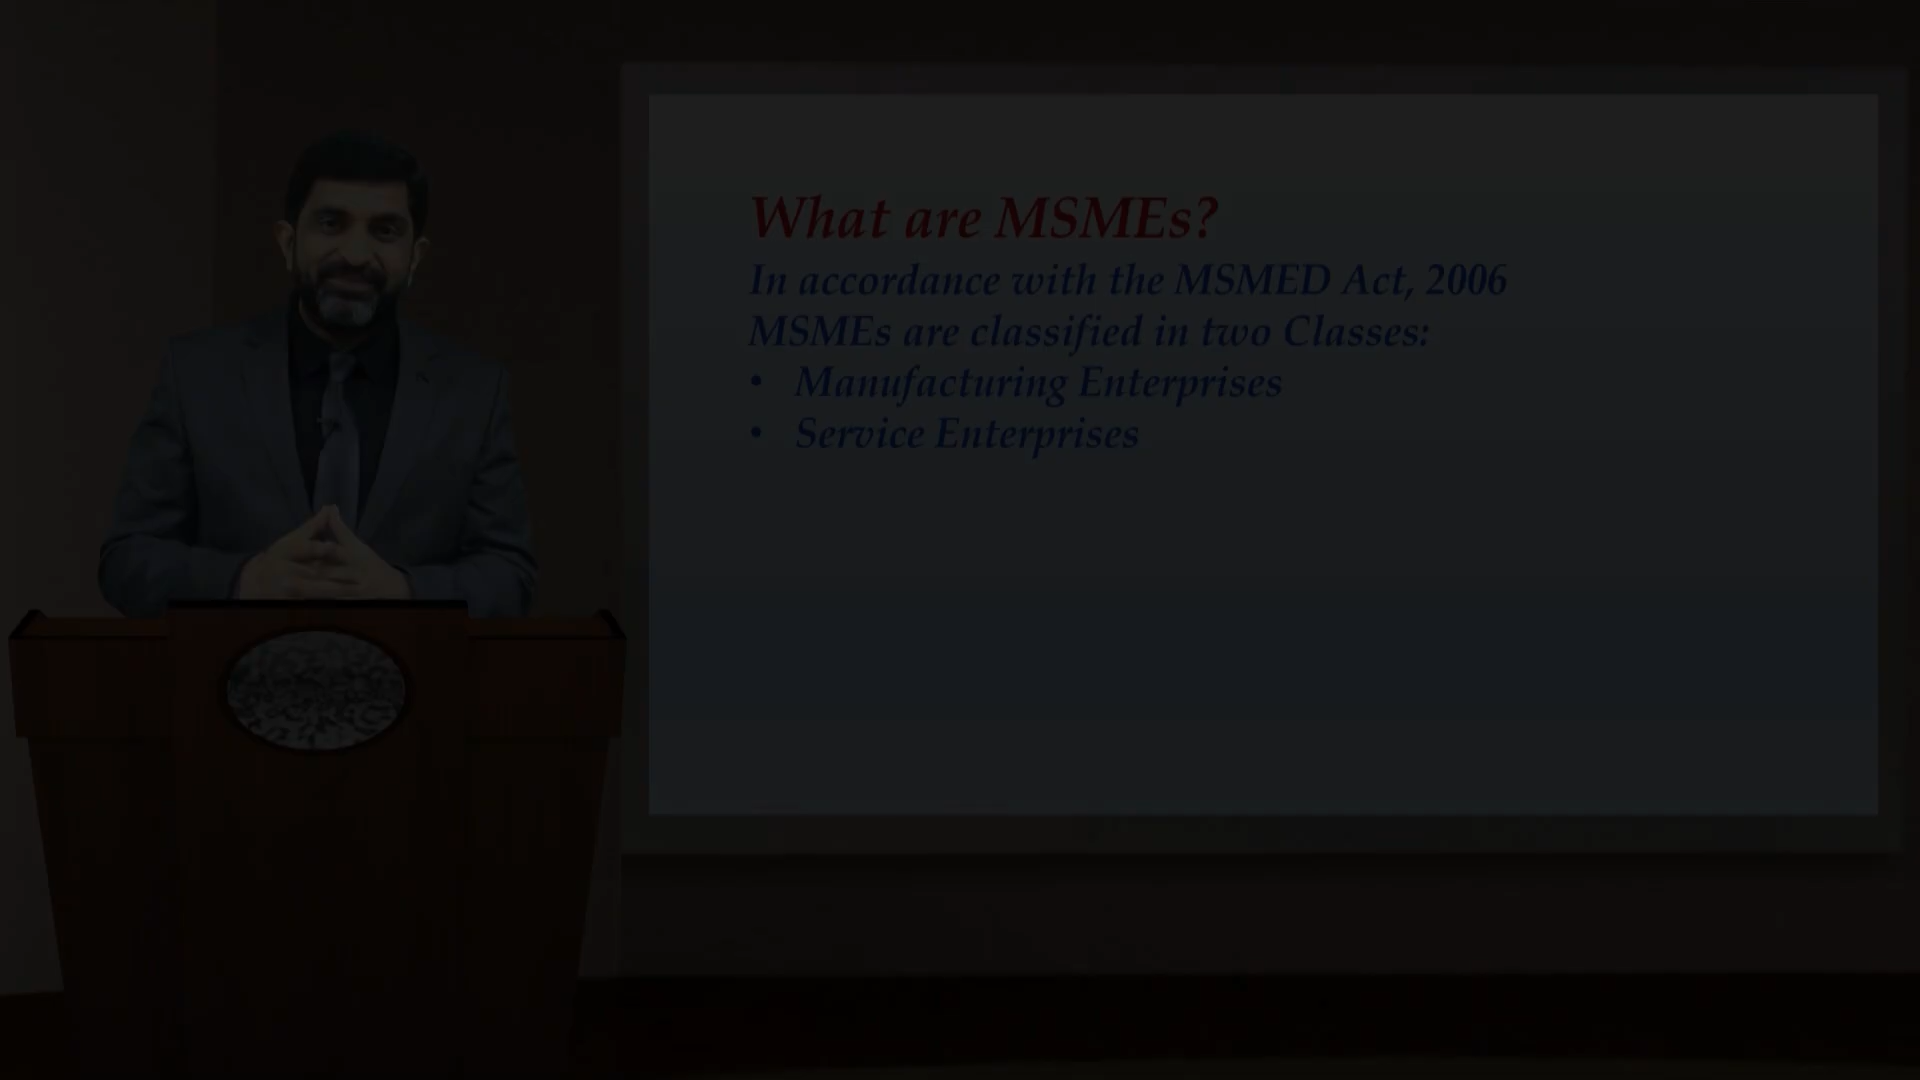 What are MSMEs?
In accordance with the MSMED Act, 2006
MSMEs are classified in two Classes:
• Manufacturing Enterprises
• Service Enterprises